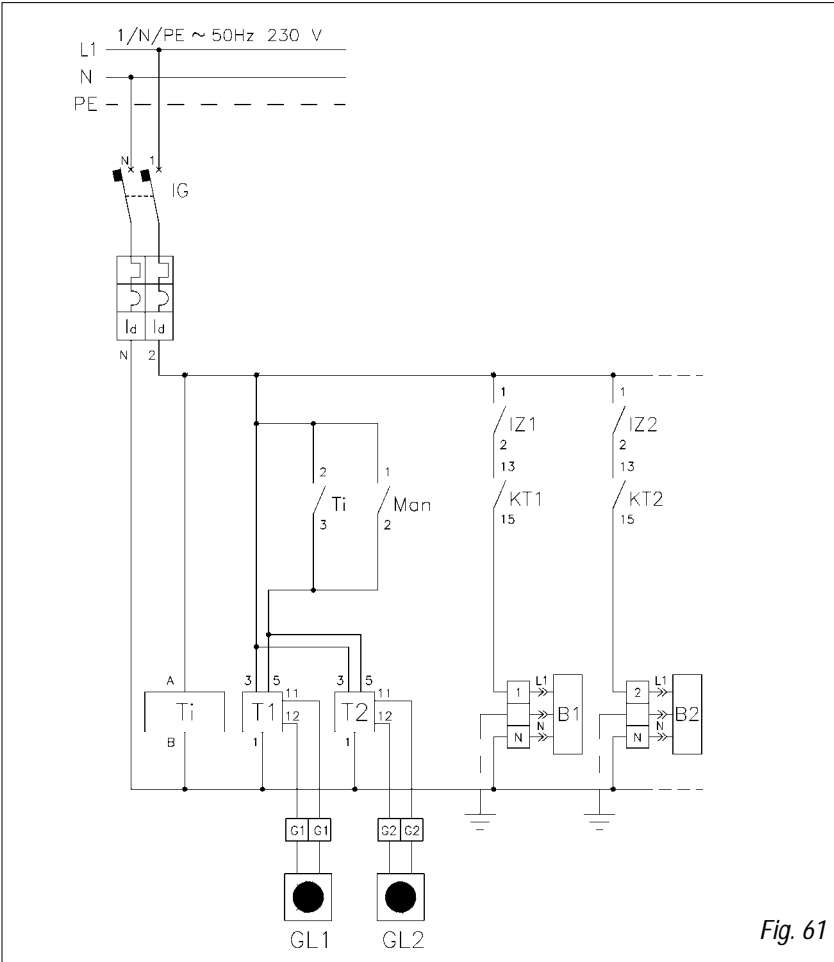 1/N/PE ~ 50Hz 230 V
L1
N
PE
N 1
IG
Id Id
N 2
1 1
IZ1 IZ2
2 2
2 1 13 13
Ti Man KT1 KT2
3 2 15 15
A 3 5 3 5 L1 L1
11 11 1 2
Ti T1 T2 B1 B2
12 12 N N
B 1 1 N N
G1 G1 G2 G2
GL1 GL2
Fig. 61